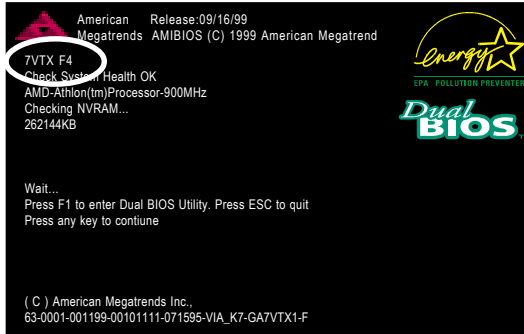 American Release:09/16/99
Megatrends AMIBIOS (C) 1999 American Megatrend
7VTX F4
Check System Health OK
AMD-Athlon(tm)Processor-900MHz
Checking NVRAM...
262144KB
energy
EPA POLLUTION PREVENTER
Dual
BIOS
Wait...
Press F1 to enter Dual BIOS Utility. Press ESC to quit
Press any key to contiune
( C ) American Megatrends Inc.,
63-0001-001199-00101111-071595-VIA_K7-GA7VTX1-F